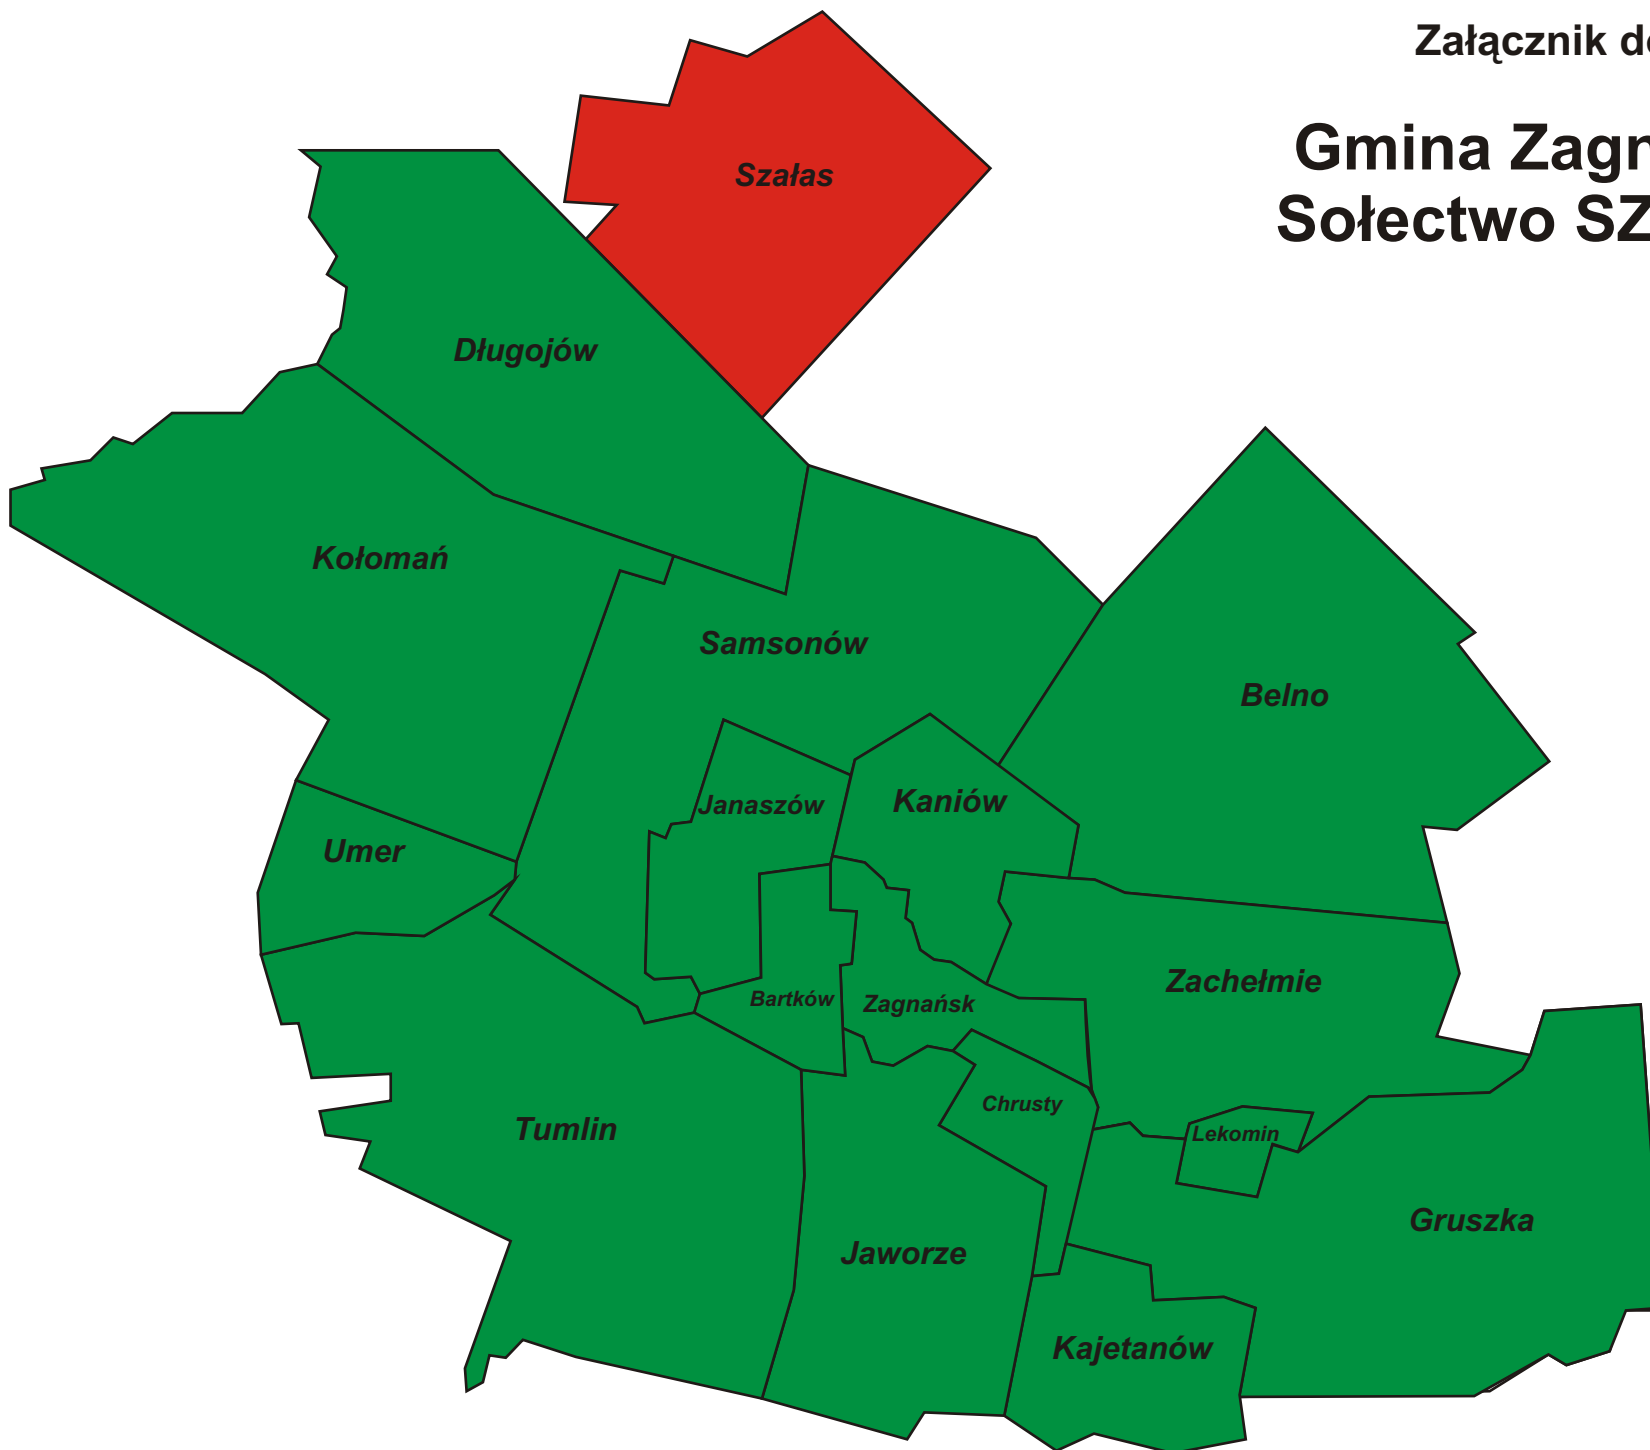 Załącznik do
Gmina Zagn
Sołectwo SZ
Szałas
Długojów
Kołomań
Samsonów
Belno
Janaszów
Kaniów
Umer
Zachełmie
Bartków
Zagnańsk
Chrusty
Tumlin
Lekomin
Gruszka
Jaworze
Kajetanów